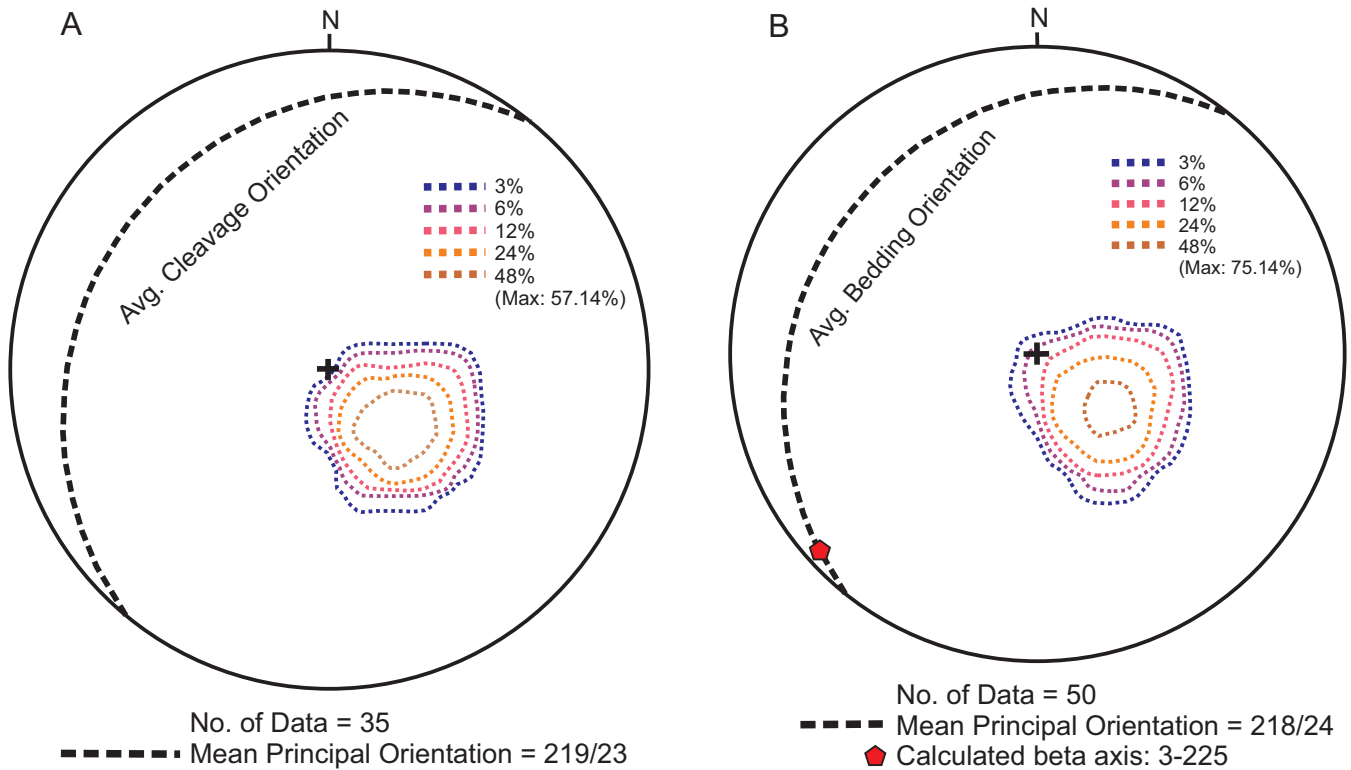 A
N
Avg. Cleavage Orientation
3%
6%
12%
24%
48%
(Max: 57.14%)
No. of Data = 35
Mean Principal Orientation = 219/23
B
N
Avg. Bedding Orientation
3%
6%
12%
24%
48%
(Max: 75.14%)
No. of Data = 50
Mean Principal Orientation = 218/24
Calculated beta axis: 3-225